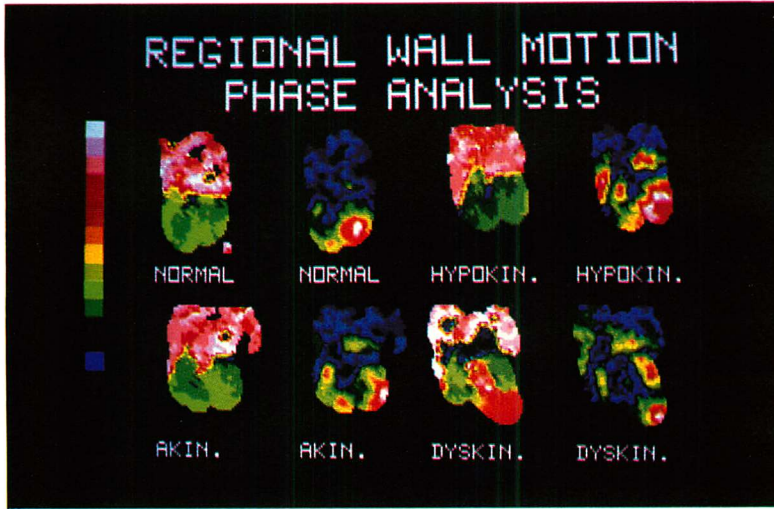 REGIONAL WALL MOTION
PHASE ANALYSIS
NORMAL NORMAL HYPOKIN. HYPOKIN.
AKIN. AKIN. DYSKIN. DYSKIN.